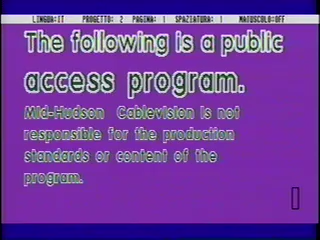 LINGUA:IT PROGETTO: 2 PAGINA: 1 SPAZIATURA: 1 MAIUSCOLO=OFF
The following is a public
access program.
Mid-Hudson Cablevision is not
responsible for the production
standards or content of the
program.